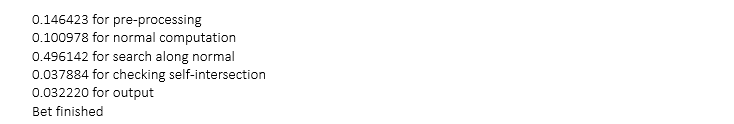 0.146423 for pre-processing
0.100978 for normal computation
0.496142 for search along normal
0.037884 for checking self-intersection
0.032220 for output
Bet finished